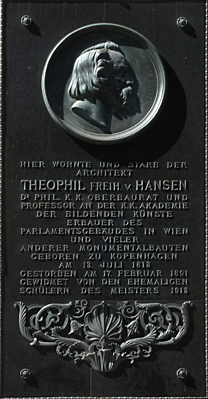 HIER WOHNTE UND STARB DER
ARCHITEKT
THEOPHIL FREIH. v HANSEN
DR PHIL. K. K. OBERBAURAT UND
PROFESSOR AN DER K.K. AKADEMIE
DER BILDENDEN KÜNSTE
ERBAUER DES
PARLAMENTSGEBÄUDES IN WIEN
UND VIELER
ANDERER MONUMENTALBAUTEN
GEBOREN ZU KOPENHAGEN
AM 13. JULI 1813
GESTORBEN AM 17. FEBRUAR 1891
GEWIDMET VON DEN EHEMALIGEN
SCHÜLERN DES MEISTERS 1913